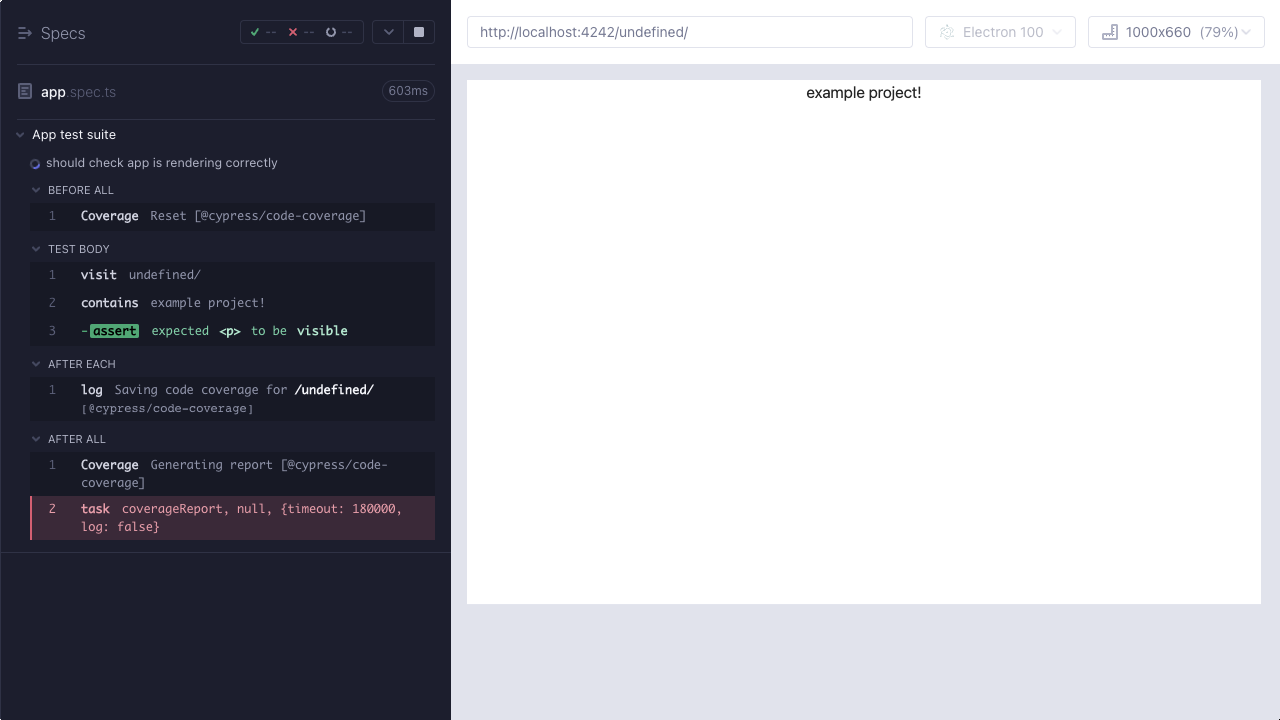 Specs
-- -- --
app.spec.ts
603ms
App test suite
should check app is rendering correctly
BEFORE ALL
1 Coverage Reset [@cypress/code-coverage]
TEST BODY
1 visit undefined/
2 contains example project!
3 -assert expected <p> to be visible
AFTER EACH
1 log Saving code coverage for /undefined/
[@cypress/code-coverage]
AFTER ALL
1 Coverage Generating report [@cypress/code-
coverage]
2 task coverageReport, null, {timeout: 180000,
log: false}
http://localhost:4242/undefined/
Electron 100
1000x660 (79%)
example project!